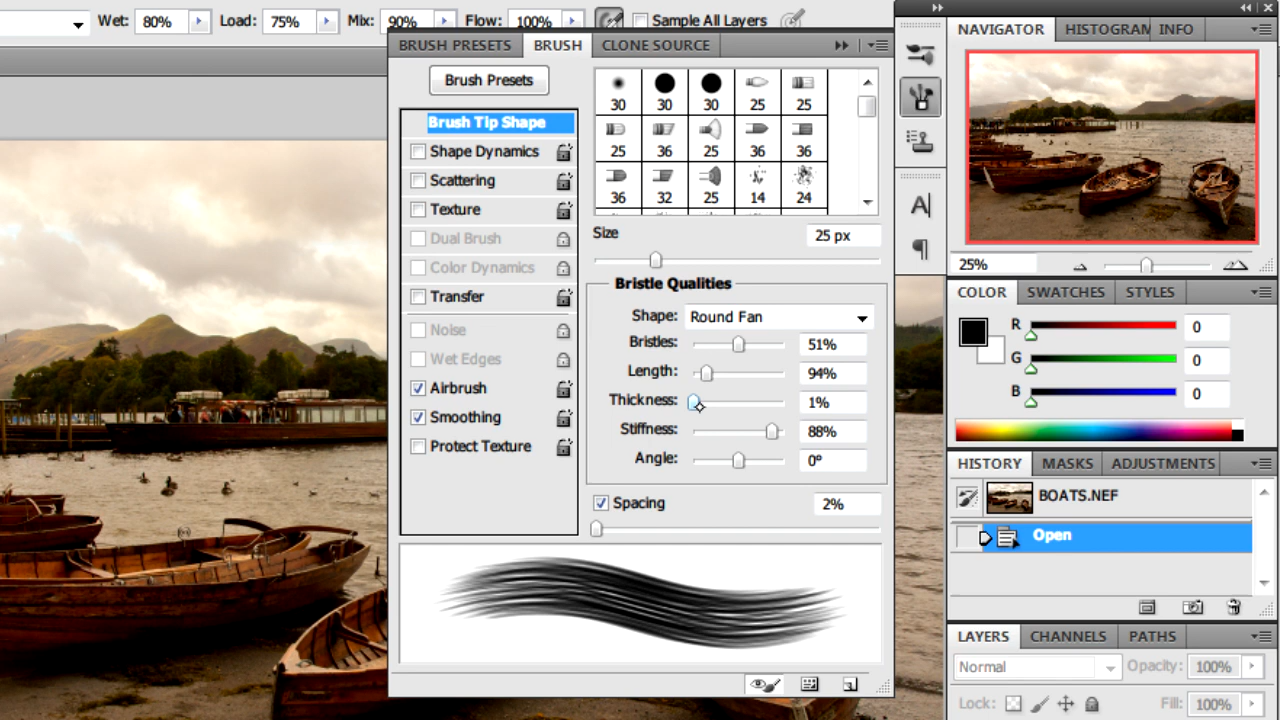 Wet: 80% Load: 75% Mix: 90% Flow: 100% Sample All Layers
BRUSH PRESETS BRUSH CLONE SOURCE
Brush Presets
Brush Tip Shape
Shape Dynamics
Scattering
Texture
Dual Brush
Color Dynamics
Transfer
Noise
Wet Edges
Airbrush
Smoothing
Protect Texture
30 30 30 25 25
25 36 25 36 36
36 32 25 14 24
Size 25 px
Bristle Qualities
Shape: Round Fan
Bristles: 51%
Length: 94%
Thickness: 1%
Stiffness: 88%
Angle: 0º
Spacing 2%
A
¶
NAVIGATOR HISTOGRAM INFO
25%
COLOR SWATCHES STYLES
R 0
G 0
B 0
HISTORY MASKS ADJUSTMENTS
BOATS.NEF
Open
LAYERS CHANNELS PATHS
Normal Opacity: 100%
Lock: Fill: 100%